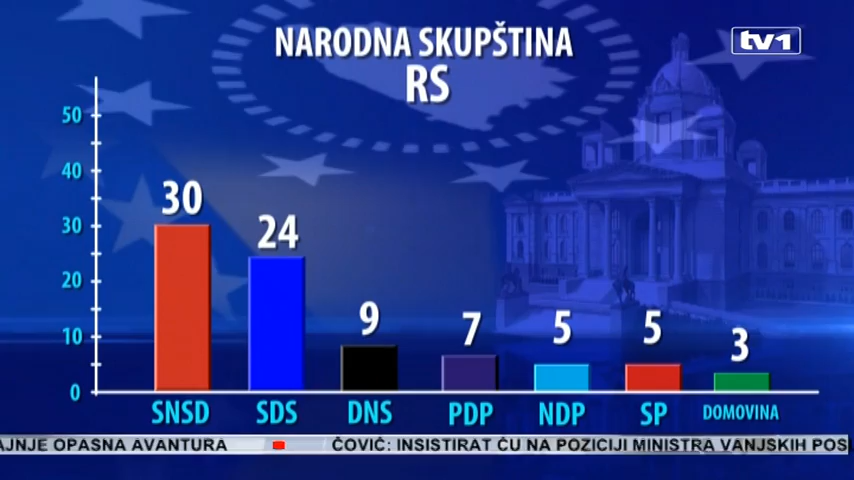 NARODNA SKUPŠTINA
RS
tv1
50
40
30
20
10
0
30
24
9
7
5
5
3
SNSD
SDS
DNS
PDP
NDP
SP
DOMOVINA
AJNJE OPASNA AVANTURA
ČOVIĆ: INSISTIRAT ĆU NA POZICIJI MINISTRA VANJSKIH POS